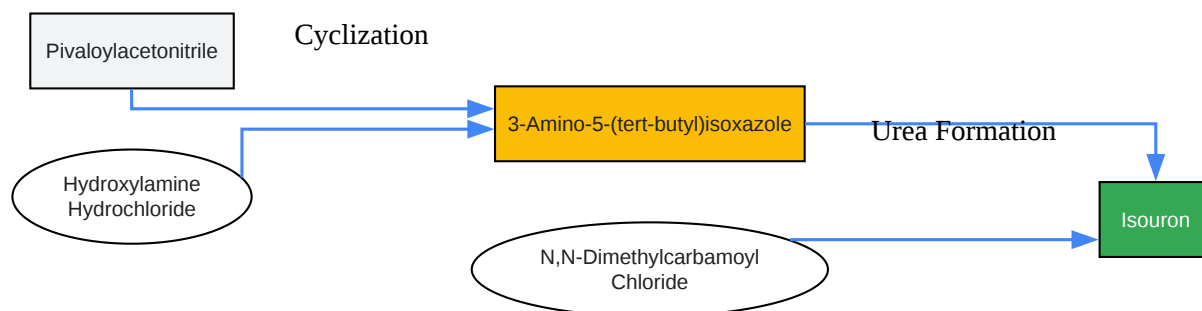 Pivaloylacetonitrile
Cyclization
3-Amino-5-(tert-butyl)isoxazole
Urea Formation
Hydroxylamine
Hydrochloride
Isouron
N,N-Dimethylcarbamoyl
Chloride